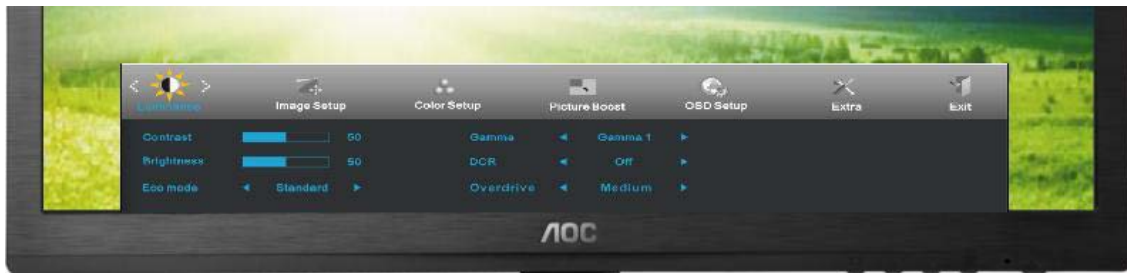 Luminance Image Setup Color Setup Picture Boost OSD Setup Extra Exit
Contrast 50 Gamma Gamma 1
Brightness 50 DCR Off
Eco mode Standard Overdrive Medium
AOC